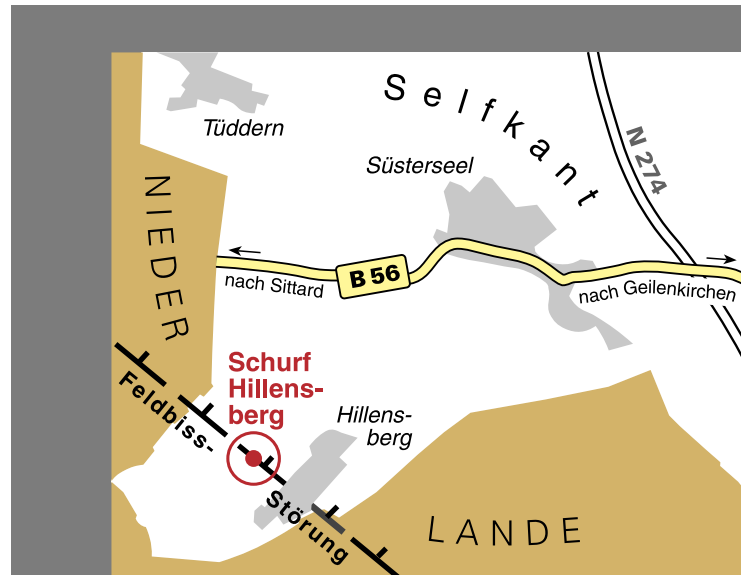 Selfkant
Tüddern
N 274
Süsterseel
NIEDER
B 56
nach Sittard
nach Geilenkirchen
Schurf
Hillens-
berg
Feldbiss-
Hillens-
berg
Störung
LANDE